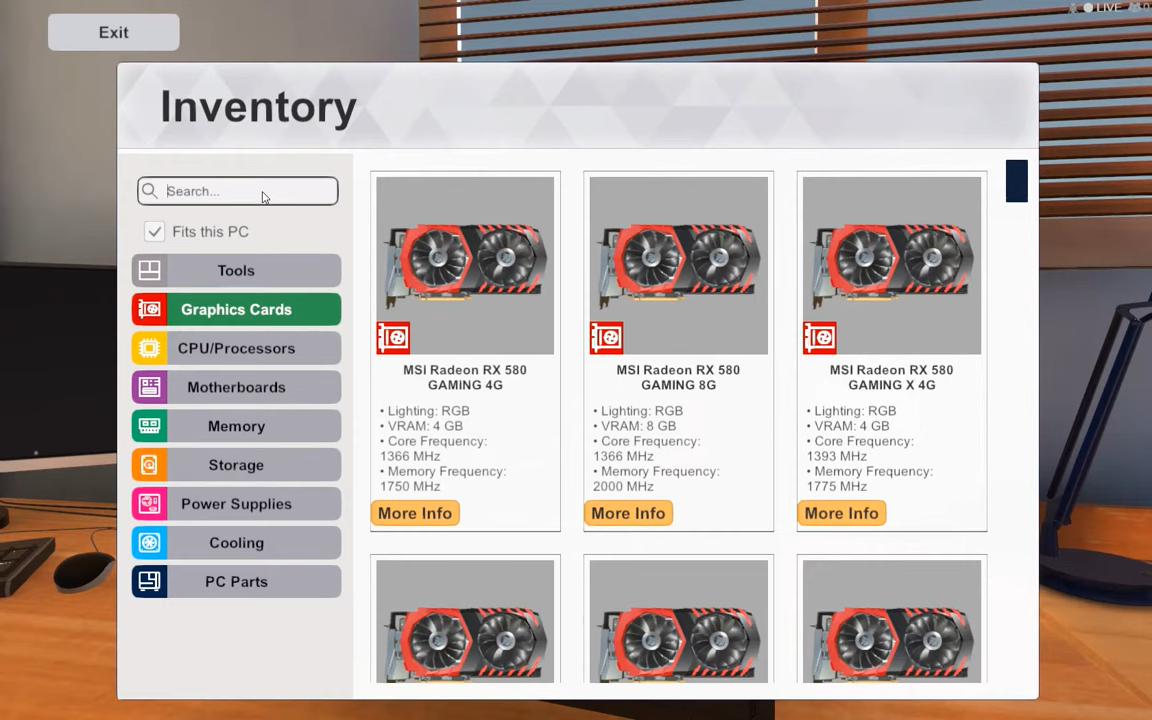 Exit
LIVE
Inventory
Search...
Fits this PC
Tools
Graphics Cards
CPU/Processors
Motherboards
Memory
Storage
Power Supplies
Cooling
PC Parts
MSI Radeon RX 580
GAMING 4G
• Lighting: RGB
• VRAM: 4 GB
• Core Frequency:
1366 MHz
• Memory Frequency:
1750 MHz
More Info
MSI Radeon RX 580
GAMING 8G
• Lighting: RGB
• VRAM: 8 GB
• Core Frequency:
1366 MHz
• Memory Frequency:
2000 MHz
More Info
MSI Radeon RX 580
GAMING X 4G
• Lighting: RGB
• VRAM: 4 GB
• Core Frequency:
1393 MHz
• Memory Frequency:
1775 MHz
More Info